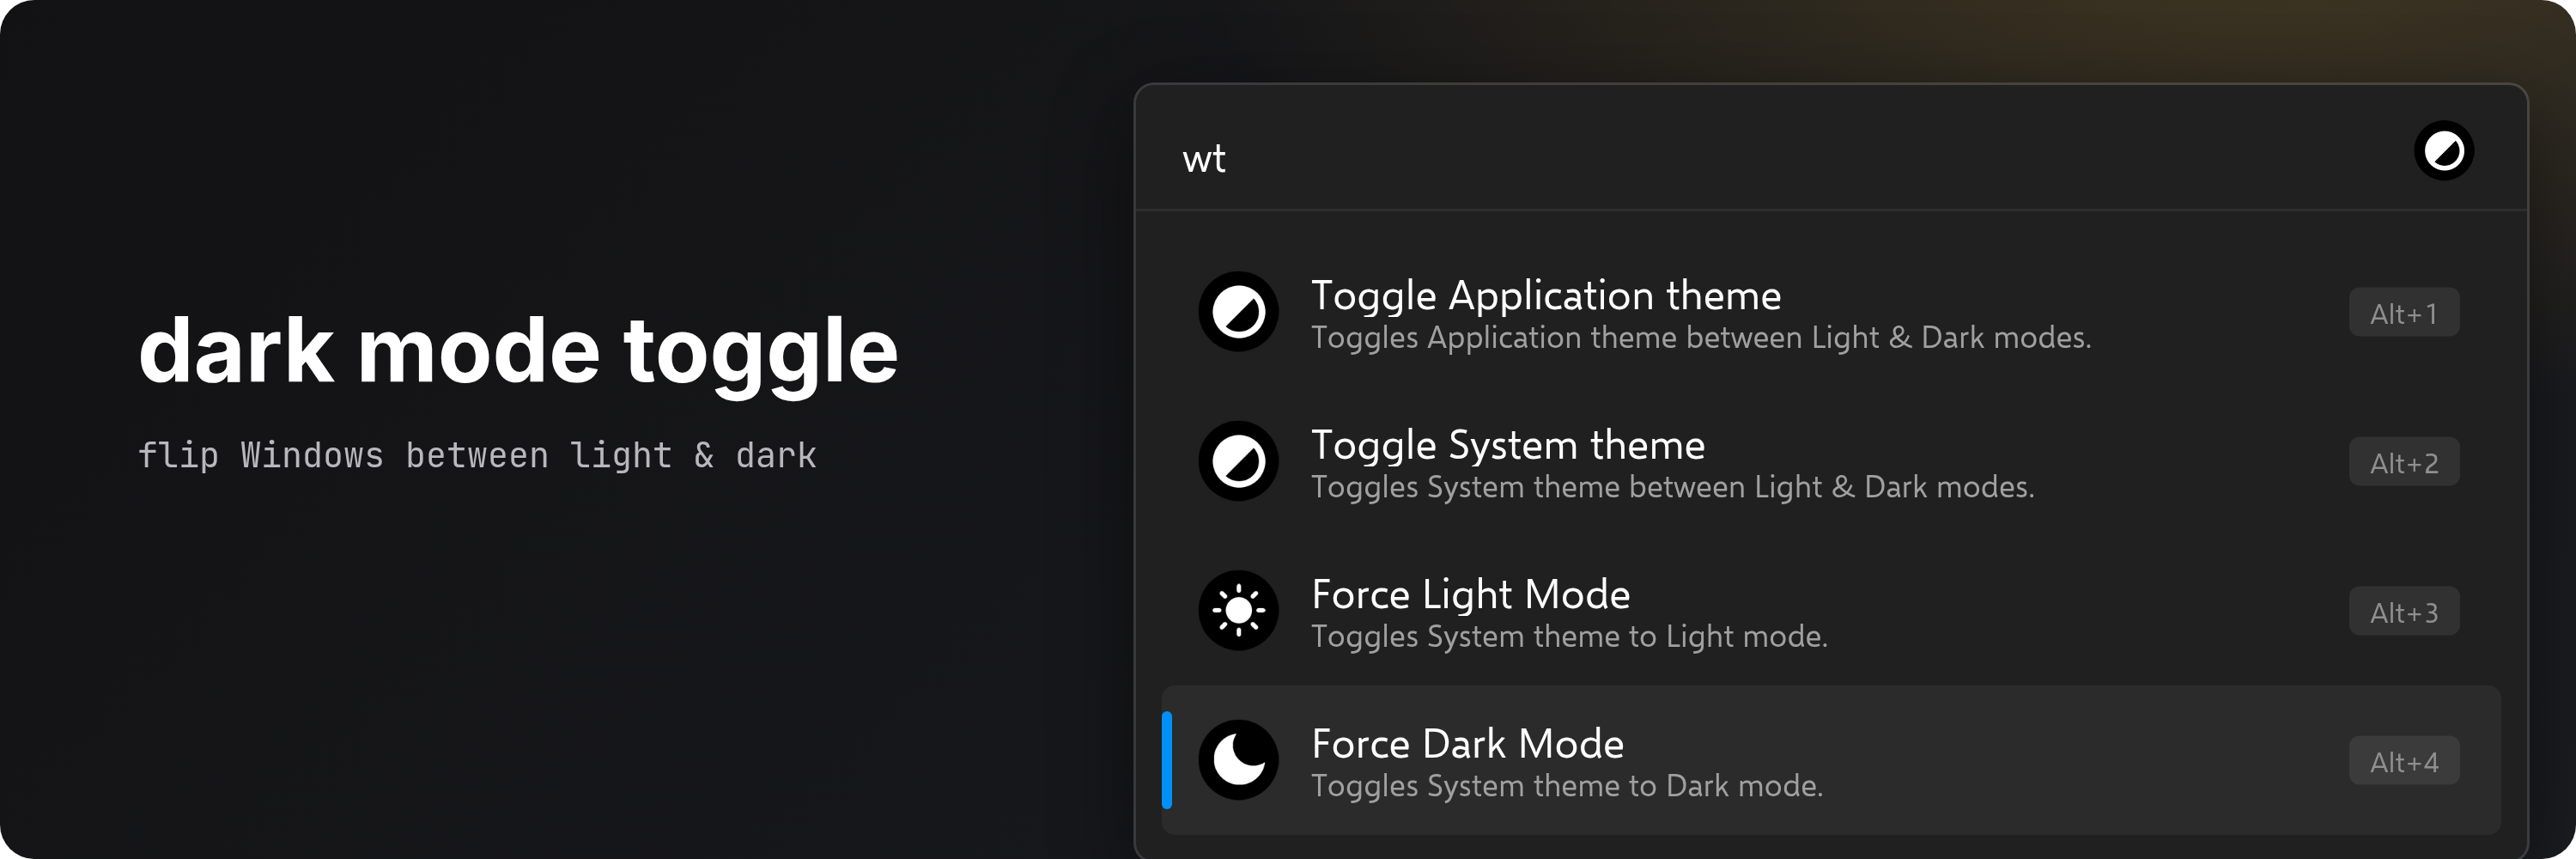 dark mode toggle
flip Windows between light & dark
wt
Toggle Application theme
Toggles Application theme between Light & Dark modes.
Alt+1
Toggle System theme
Toggles System theme between Light & Dark modes.
Alt+2
Force Light Mode
Toggles System theme to Light mode.
Alt+3
Force Dark Mode
Toggles System theme to Dark mode.
Alt+4